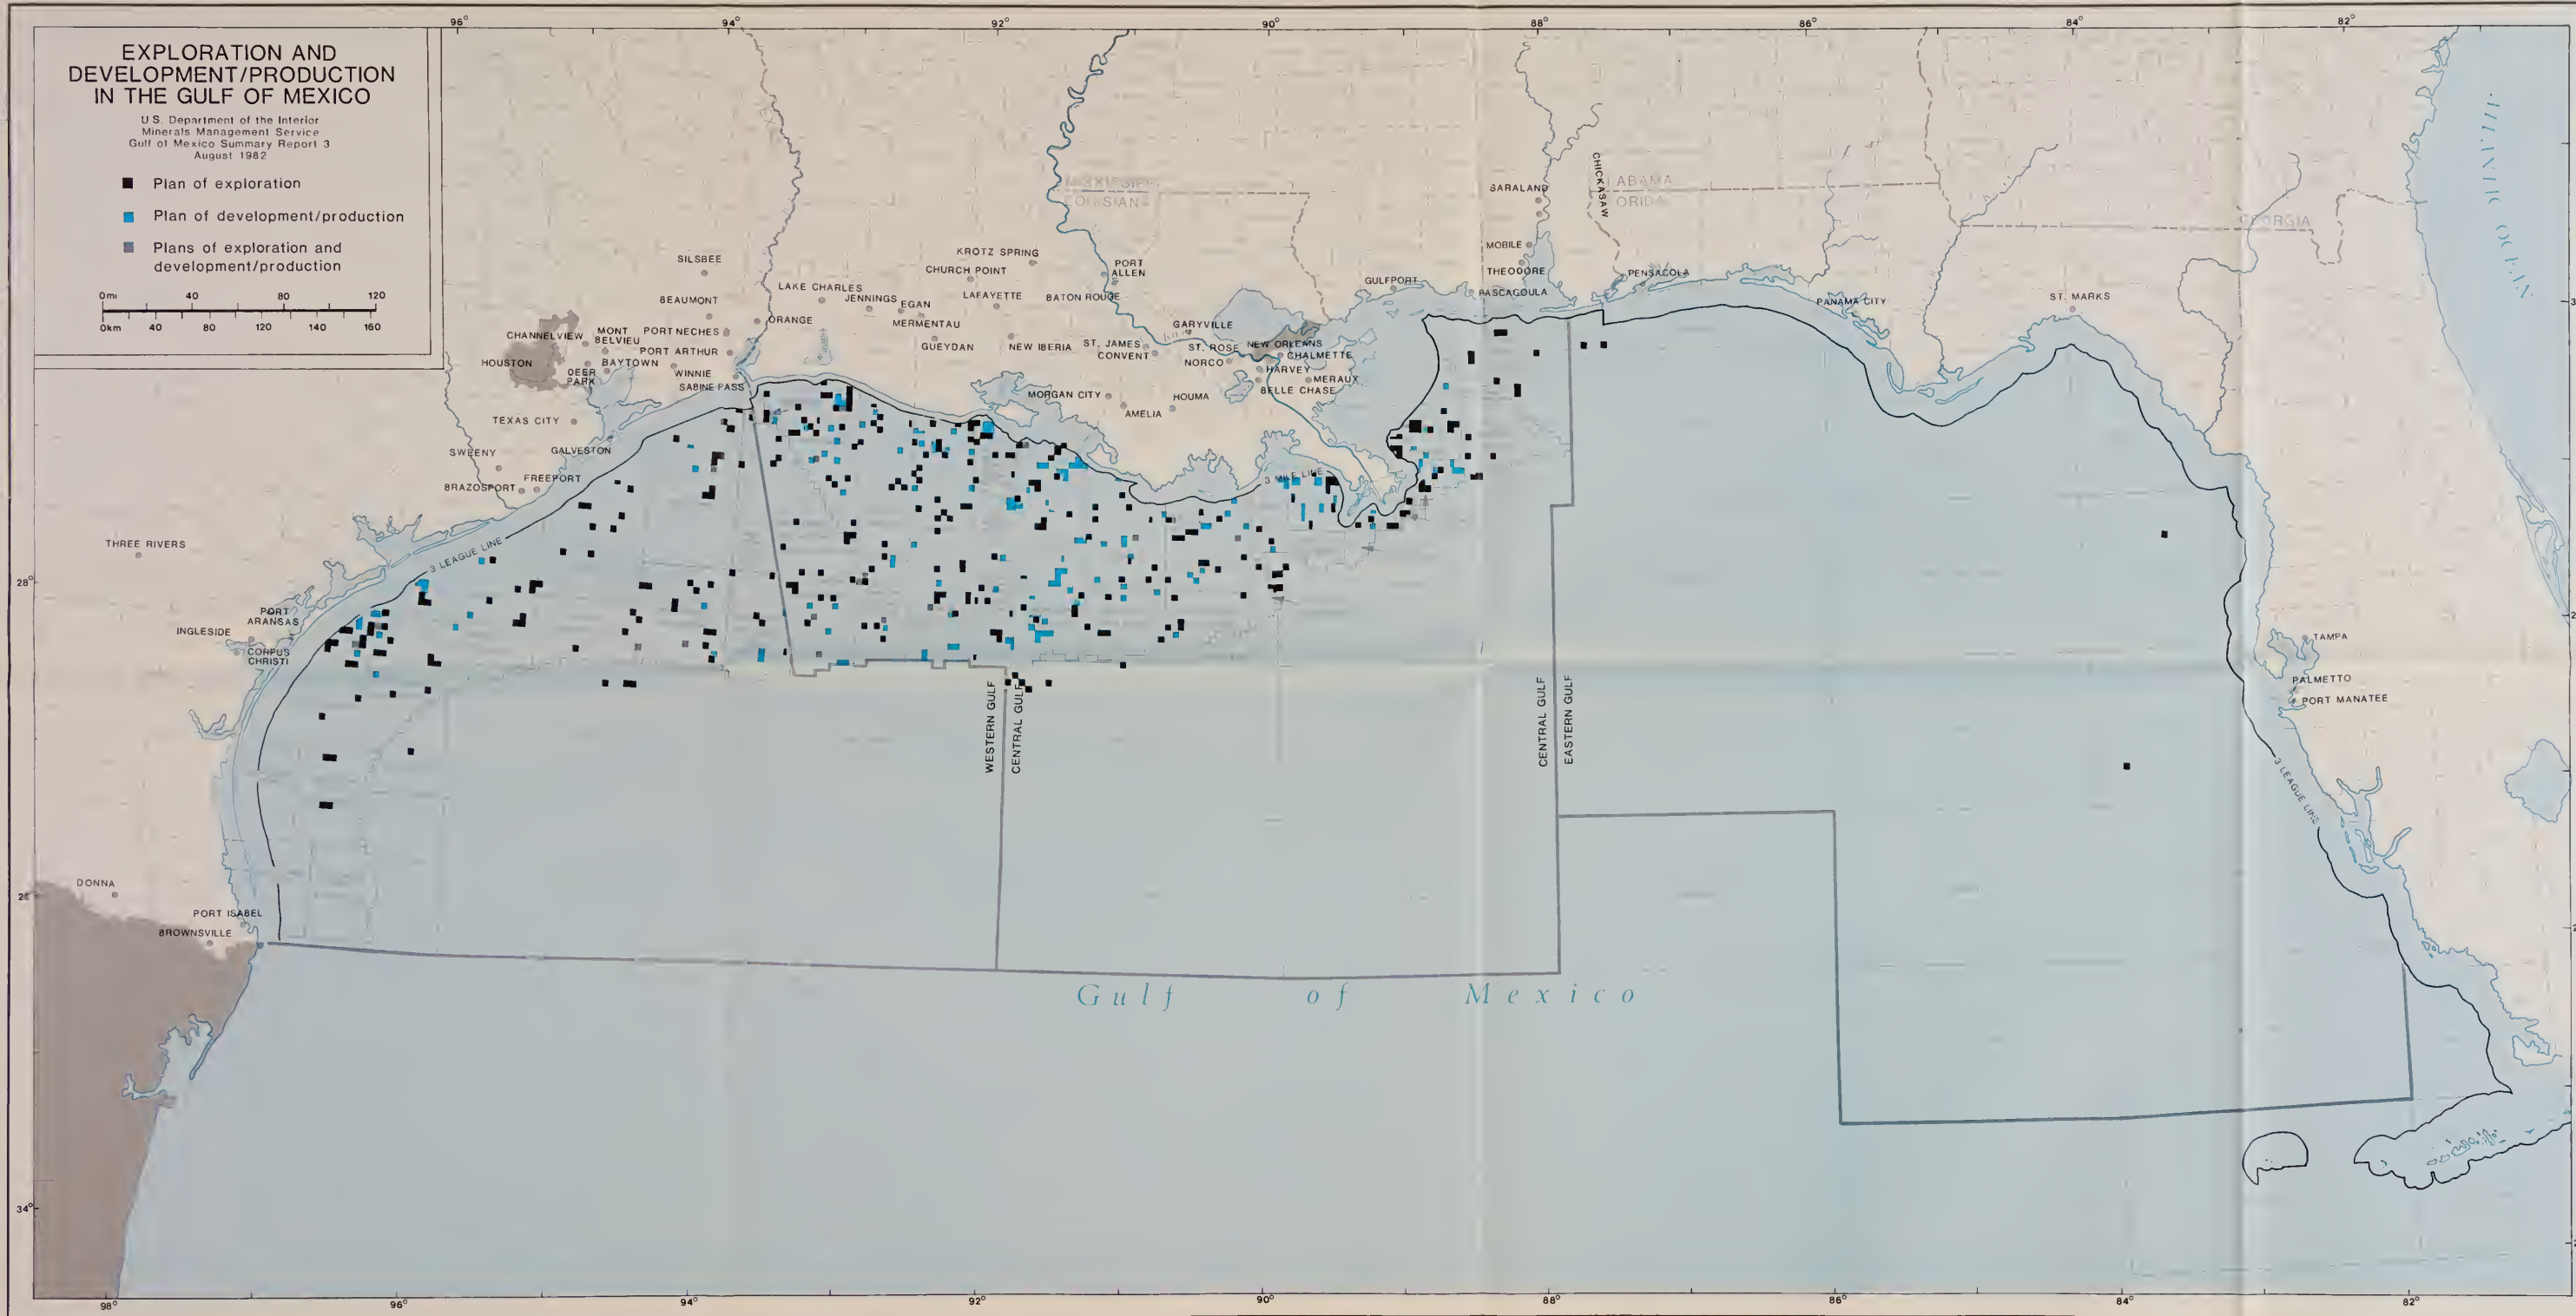 96°
94°
92°
90°
88°
86°
84°
82°
EXPLORATION AND
DEVELOPMENT/PRODUCTION
IN THE GULF OF MEXICO
U.S. Department of the Interior
Minerals Management Service
Gulf of Mexico Summary Report 3
August 1982
Plan of exploration
Plan of development/production
Plans of exploration and
development/production
0mi 40 80 120
0km 40 80 120 140 160
ATLANTIC
OCEAN
CHICKASAW
SARALAND
MOBILE
THEODORE
PENSACOLA
PASCAGOULA
GULFPORT
PANAMA CITY
ST. MARKS
GEORGIA
SILSBEE
KROTZ SPRING
CHURCH POINT
PORT
ALLEN
BATON ROUGE
LAKE CHARLES
JENNINGS
EGAN
LAFAYETTE
BEAUMONT
ORANGE
MERMENTAU
GARYVILLE
CHANNELVIEW
MONT
BELVIEU
PORT NECHES
PORT ARTHUR
GUEYDAN
NEW IBERIA
ST. JAMES
CONVENT
ST. ROSE
NEW ORLEANS
CHALMETTE
NORCO
HARVEY
MERAUX
BELLE CHASE
HOUSTON
BAYTOWN
DEER
PARK
WINNIE
SABINE PASS
MORGAN CITY
AMELIA
HOUMA
TEXAS CITY
GALVESTON
SWEENY
FREEPORT
BRAZOSPORT
3 MILE LINE
THREE RIVERS
3 LEAGUE LINE
28°
PORT
ARANSAS
INGLESIDE
CORPUS
CHRISTI
TAMPA
PALMETTO
PORT MANATEE
WESTERN GULF
CENTRAL GULF
CENTRAL GULF
EASTERN GULF
3 LEAGUE LINE
DONNA
PORT ISABEL
BROWNSVILLE
Gulf of Mexico
34°
98°
96°
94°
92°
90°
88°
86°
84°
82°